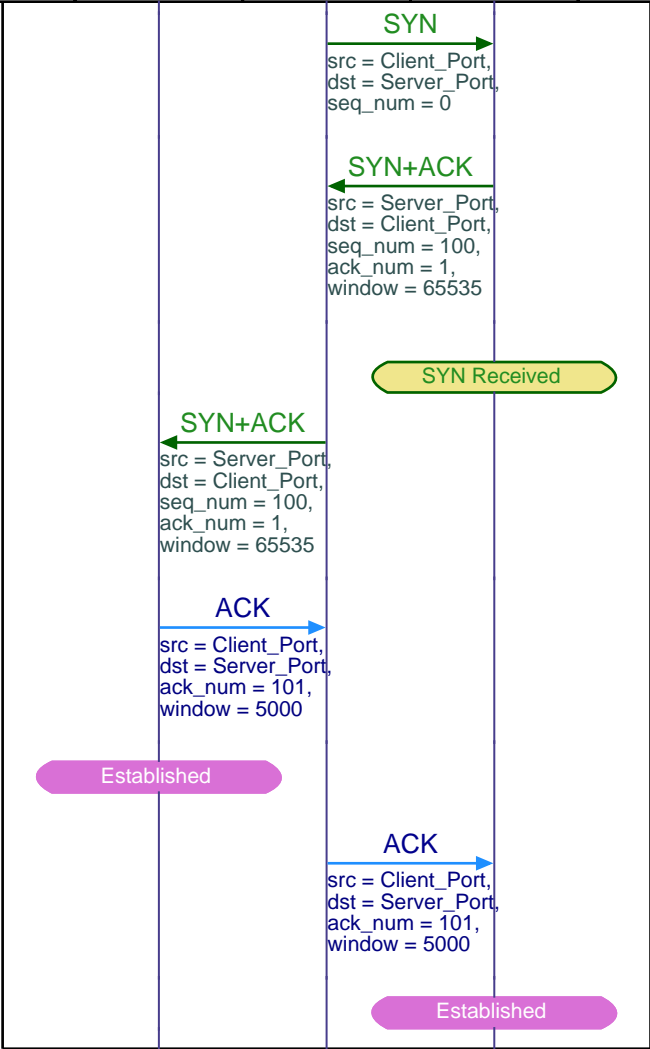 SYN
src = Client_Port,
dst = Server_Port,
seq_num = 0
SYN+ACK
src = Server_Port,
dst = Client_Port,
seq_num = 100,
ack_num = 1,
window = 65535
SYN Received
SYN+ACK
src = Server_Port,
dst = Client_Port,
seq_num = 100,
ack_num = 1,
window = 65535
ACK
src = Client_Port,
dst = Server_Port,
ack_num = 101,
window = 5000
Established
ACK
src = Client_Port,
dst = Server_Port,
ack_num = 101,
window = 5000
Established